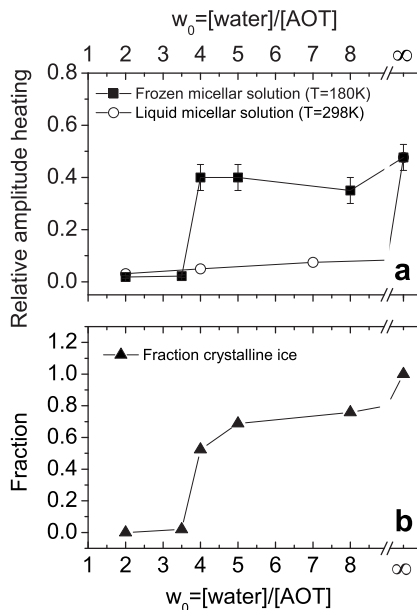 w₀=[water]/[AOT]
1 2 3 4 5 6 7 8 ∞
0.8
Frozen micellar solution (T=180K)
Liquid micellar solution (T=298K)
0.6
0.4
0.2
0.0
Relative amplitude heating
a
1.2
Fraction crystalline ice
1.0
0.8
0.6
0.4
0.2
0.0
Fraction
b
1 2 3 4 5 6 7 8 ∞
w₀=[water]/[AOT]